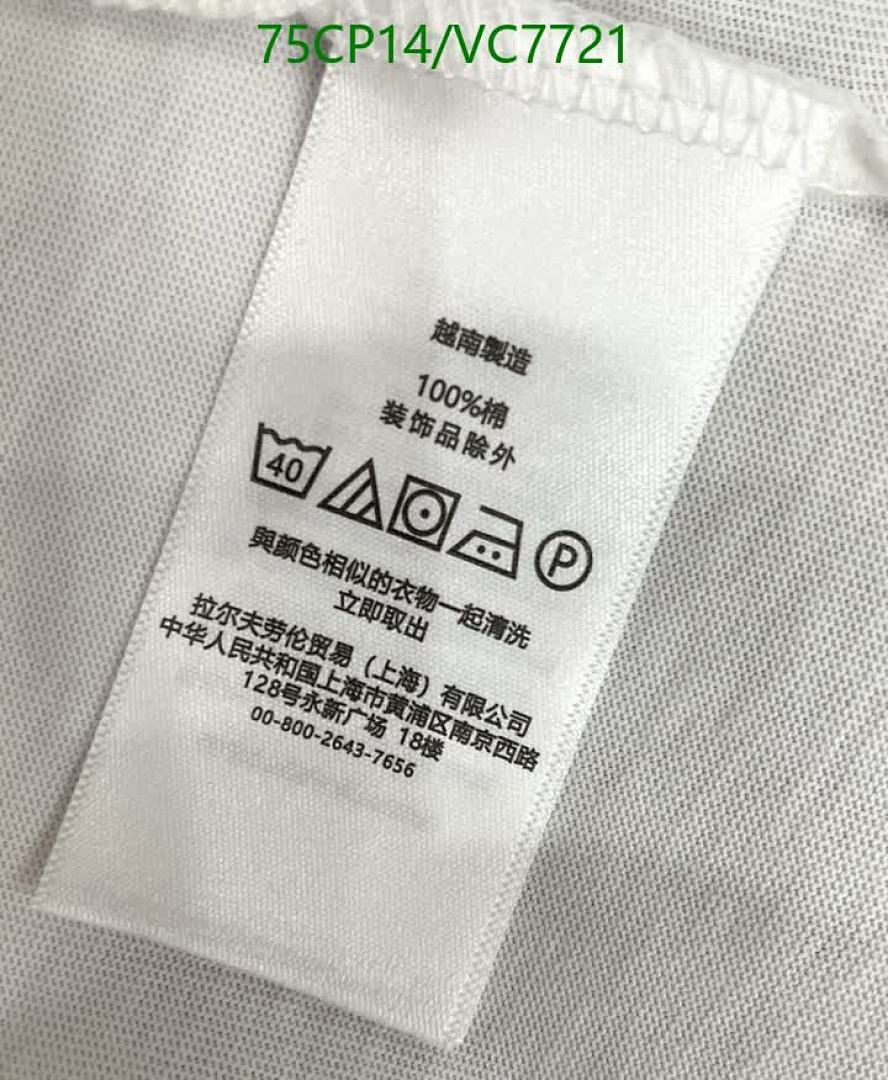 75CP14/VC7721
越南製造
100%棉
装饰品除外
40
P
與颜色相似的衣物一起清洗
立即取出
拉尔夫劳伦贸易（上海）有限公司
中华人民共和国上海市黄浦区南京西路
128号永新广场 18楼
00-800-2643-7656